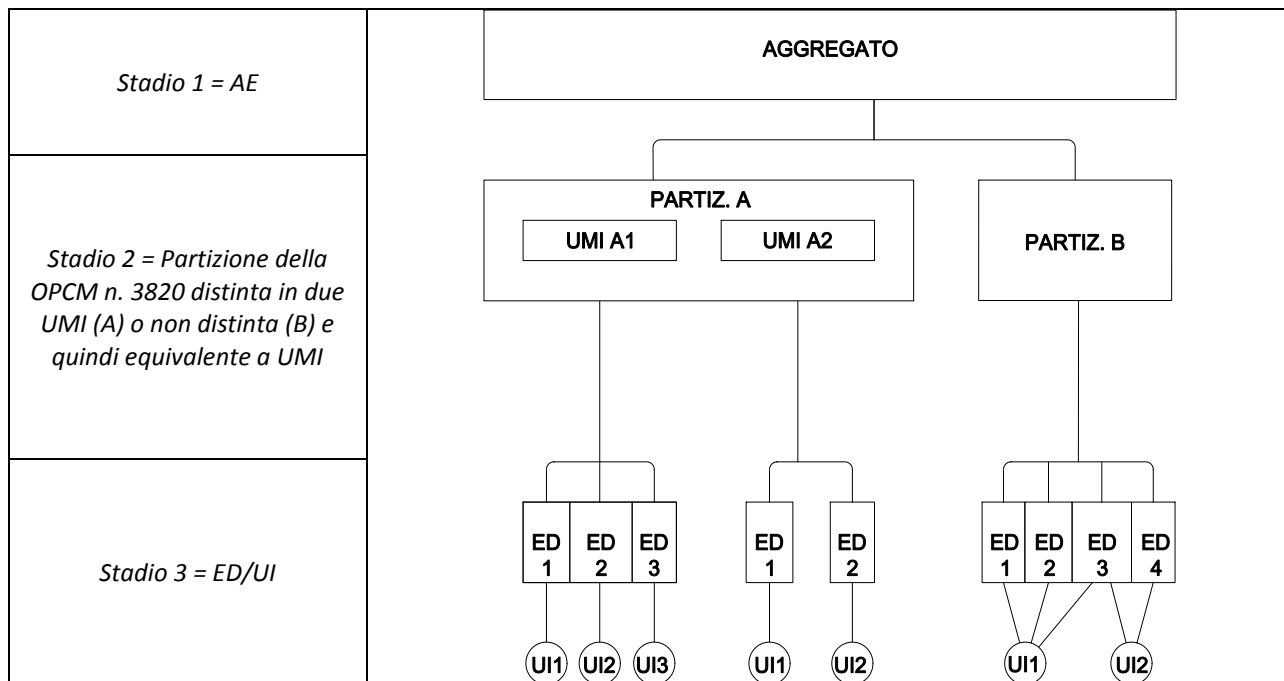 Stadio 1 = AE
AGGREGATO
Stadio 2 = Partizione della
OPCM n. 3820 distinta in due
UMI (A) o non distinta (B) e
quindi equivalente a UMI
PARTIZ. A
UMI A1
UMI A2
PARTIZ. B
Stadio 3 = ED/UI
ED
1
ED
2
ED
3
ED
1
ED
2
ED
1
ED
2
ED
3
ED
4
UI1
UI2
UI3
UI1
UI2
UI1
UI2